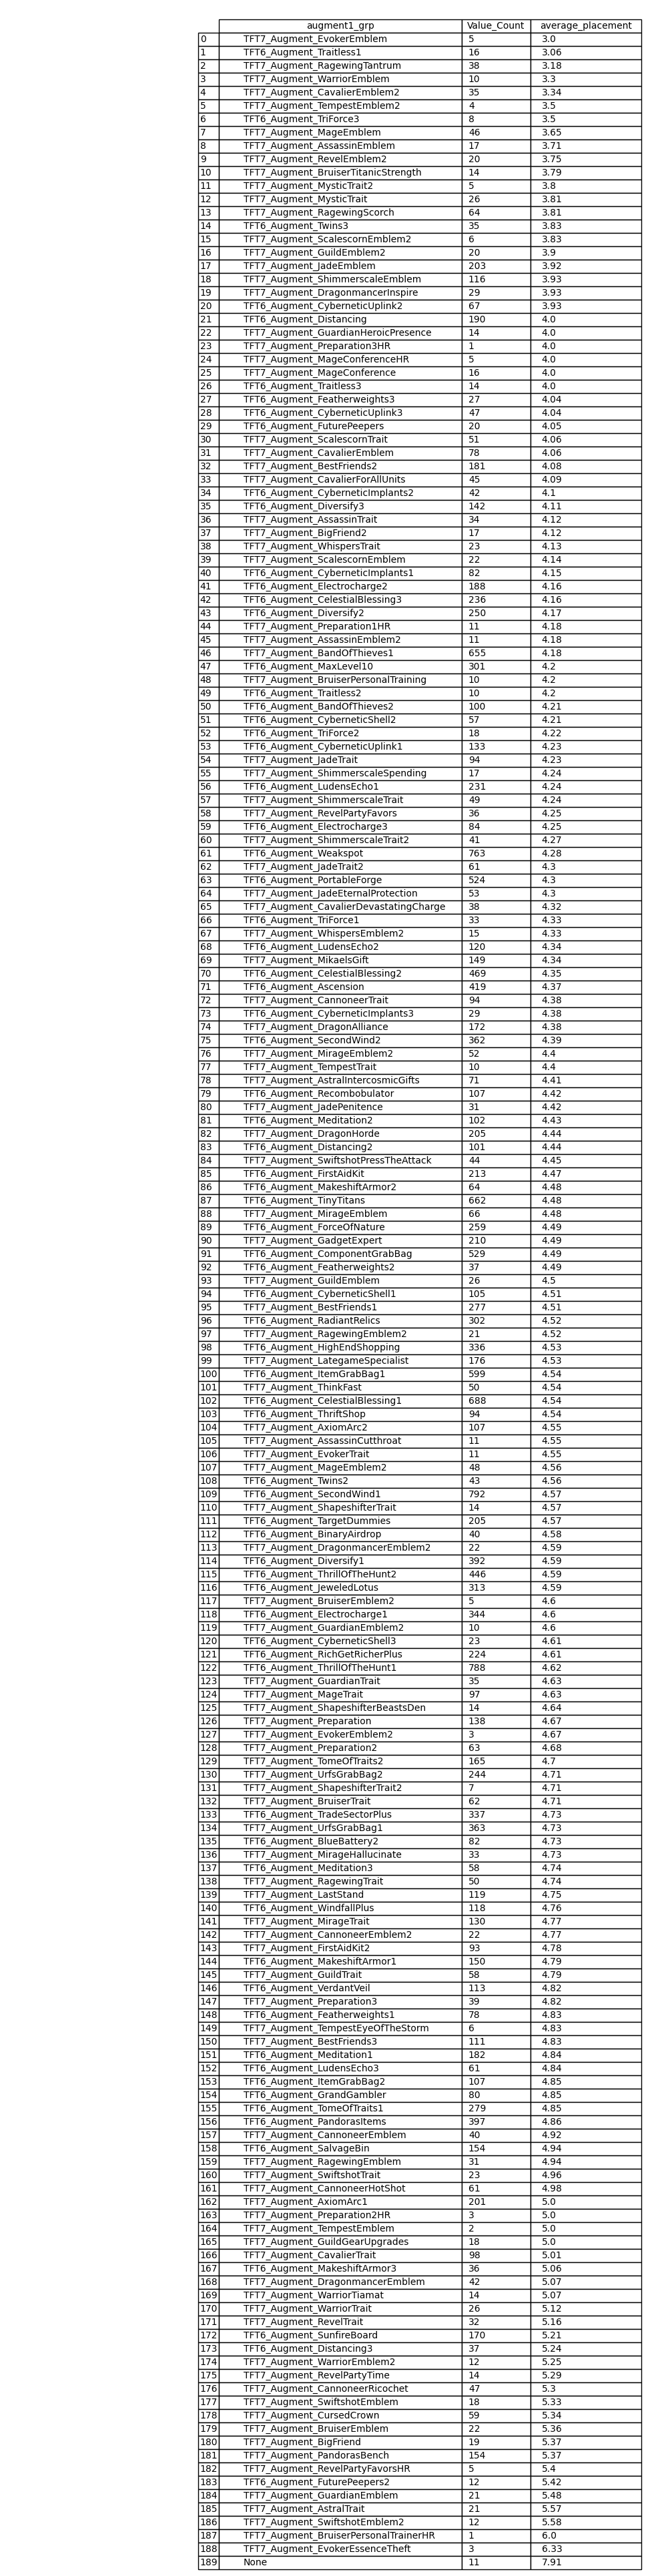 augment1_grp Value_Count average_placement
0 TFT7_Augment_EvokerEmblem 5 3.0
1 TFT6_Augment_Traitless1 16 3.06
2 TFT7_Augment_RagewingTantrum 38 3.18
3 TFT7_Augment_WarriorEmblem 10 3.3
4 TFT7_Augment_CavalierEmblem2 35 3.34
5 TFT7_Augment_TempestEmblem2 4 3.5
6 TFT6_Augment_TriForce3 8 3.5
7 TFT7_Augment_MageEmblem 46 3.65
8 TFT7_Augment_AssassinEmblem 17 3.71
9 TFT7_Augment_RevelEmblem2 20 3.75
10 TFT7_Augment_BruiserTitanicStrength 14 3.79
11 TFT7_Augment_MysticTrait2 5 3.8
12 TFT7_Augment_MysticTrait 26 3.81
13 TFT7_Augment_RagewingScorch 64 3.81
14 TFT6_Augment_Twins3 35 3.83
15 TFT7_Augment_ScalescornEmblem2 6 3.83
16 TFT7_Augment_GuildEmblem2 20 3.9
17 TFT7_Augment_JadeEmblem 203 3.92
18 TFT7_Augment_ShimmerscaleEmblem 116 3.93
19 TFT7_Augment_DragonmancerInspire 29 3.93
20 TFT6_Augment_CyberneticUplink2 67 3.93
21 TFT6_Augment_Distancing 190 4.0
22 TFT7_Augment_GuardianHeroicPresence 14 4.0
23 TFT7_Augment_Preparation3HR 1 4.0
24 TFT7_Augment_MageConferenceHR 5 4.0
25 TFT7_Augment_MageConference 16 4.0
26 TFT6_Augment_Traitless3 14 4.0
27 TFT6_Augment_Featherweights3 27 4.04
28 TFT6_Augment_CyberneticUplink3 47 4.04
29 TFT7_Augment_FuturePeepers 20 4.05
30 TFT7_Augment_ScalescornTrait 51 4.06
31 TFT7_Augment_CavalierEmblem 78 4.06
32 TFT7_Augment_BestFriends2 181 4.08
33 TFT7_Augment_CavalierForAllUnits 45 4.09
34 TFT6_Augment_CyberneticImplants2 42 4.1
35 TFT6_Augment_Diversify3 142 4.11
36 TFT7_Augment_AssassinTrait 34 4.12
37 TFT7_Augment_BigFriend2 17 4.12
38 TFT7_Augment_WhispersTrait 23 4.13
39 TFT7_Augment_ScalescornEmblem 22 4.14
40 TFT6_Augment_CyberneticImplants1 82 4.15
41 TFT6_Augment_Electrocharge2 188 4.16
42 TFT6_Augment_CelestialBlessing3 236 4.16
43 TFT6_Augment_Diversify2 250 4.17
44 TFT7_Augment_Preparation1HR 11 4.18
45 TFT7_Augment_AssassinEmblem2 11 4.18
46 TFT7_Augment_BandOfThieves1 655 4.18
47 TFT6_Augment_MaxLevel10 301 4.2
48 TFT7_Augment_BruiserPersonalTraining 10 4.2
49 TFT6_Augment_Traitless2 10 4.2
50 TFT6_Augment_BandOfThieves2 100 4.21
51 TFT6_Augment_CyberneticShell2 57 4.21
52 TFT6_Augment_TriForce2 18 4.22
53 TFT6_Augment_CyberneticUplink1 133 4.23
54 TFT7_Augment_JadeTrait 94 4.23
55 TFT7_Augment_ShimmerscaleSpending 17 4.24
56 TFT6_Augment_LudensEcho1 231 4.24
57 TFT7_Augment_ShimmerscaleTrait 49 4.24
58 TFT7_Augment_RevelPartyFavors 36 4.25
59 TFT6_Augment_Electrocharge3 84 4.25
60 TFT7_Augment_ShimmerscaleTrait2 41 4.27
61 TFT6_Augment_Weakspot 763 4.28
62 TFT7_Augment_JadeTrait2 61 4.3
63 TFT6_Augment_PortableForge 524 4.3
64 TFT7_Augment_JadeEternalProtection 53 4.3
65 TFT7_Augment_CavalierDevastatingCharge 38 4.32
66 TFT6_Augment_TriForce1 33 4.33
67 TFT7_Augment_WhispersEmblem2 15 4.33
68 TFT6_Augment_LudensEcho2 120 4.34
69 TFT7_Augment_MikaelsGift 149 4.34
70 TFT6_Augment_CelestialBlessing2 469 4.35
71 TFT6_Augment_Ascension 419 4.37
72 TFT7_Augment_CannoneerTrait 94 4.38
73 TFT6_Augment_CyberneticImplants3 29 4.38
74 TFT7_Augment_DragonAlliance 172 4.38
75 TFT6_Augment_SecondWind2 362 4.39
76 TFT7_Augment_MirageEmblem2 52 4.4
77 TFT7_Augment_TempestTrait 10 4.4
78 TFT7_Augment_AstralIntercosmicGifts 71 4.41
79 TFT6_Augment_Recombobulator 107 4.42
80 TFT7_Augment_JadePenitence 31 4.42
81 TFT6_Augment_Meditation2 102 4.43
82 TFT7_Augment_DragonHorde 205 4.44
83 TFT6_Augment_Distancing2 101 4.44
84 TFT7_Augment_SwiftshotPressTheAttack 44 4.45
85 TFT7_Augment_FirstAidKit 213 4.47
86 TFT6_Augment_MakeshiftArmor2 64 4.48
87 TFT6_Augment_TinyTitans 662 4.48
88 TFT7_Augment_MirageEmblem 66 4.48
89 TFT6_Augment_ForceOfNature 259 4.49
90 TFT7_Augment_GadgetExpert 210 4.49
91 TFT6_Augment_ComponentGrabBag 529 4.49
92 TFT6_Augment_Featherweights2 37 4.49
93 TFT7_Augment_GuildEmblem 26 4.5
94 TFT6_Augment_CyberneticShell1 105 4.51
95 TFT7_Augment_BestFriends1 277 4.51
96 TFT6_Augment_RadiantRelics 302 4.52
97 TFT7_Augment_RagewingEmblem2 21 4.52
98 TFT6_Augment_HighEndShopping 336 4.53
99 TFT7_Augment_LategameSpecialist 176 4.53
100 TFT6_Augment_ItemGrabBag1 599 4.54
101 TFT7_Augment_ThinkFast 50 4.54
102 TFT6_Augment_CelestialBlessing1 688 4.54
103 TFT6_Augment_ThriftShop 94 4.54
104 TFT7_Augment_AxiomArc2 107 4.55
105 TFT7_Augment_AssassinCutthroat 11 4.55
106 TFT7_Augment_EvokerTrait 11 4.55
107 TFT7_Augment_MageEmblem2 48 4.56
108 TFT6_Augment_Twins2 43 4.56
109 TFT6_Augment_SecondWind1 792 4.57
110 TFT7_Augment_ShapeshifterTrait 14 4.57
111 TFT6_Augment_TargetDummies 205 4.57
112 TFT6_Augment_BinaryAirdrop 40 4.58
113 TFT7_Augment_DragonmancerEmblem2 22 4.59
114 TFT6_Augment_Diversify1 392 4.59
115 TFT6_Augment_ThrillOfTheHunt2 446 4.59
116 TFT6_Augment_JeweledLotus 313 4.59
117 TFT7_Augment_BruiserEmblem2 5 4.6
118 TFT6_Augment_Electrocharge1 344 4.6
119 TFT7_Augment_GuardianEmblem2 10 4.6
120 TFT6_Augment_CyberneticShell3 23 4.61
121 TFT6_Augment_RichGetRicherPlus 224 4.61
122 TFT6_Augment_ThrillOfTheHunt1 788 4.62
123 TFT7_Augment_GuardianTrait 35 4.63
124 TFT7_Augment_MageTrait 97 4.63
125 TFT7_Augment_ShapeshifterBeastsDen 14 4.64
126 TFT7_Augment_Preparation 138 4.67
127 TFT7_Augment_EvokerEmblem2 3 4.67
128 TFT7_Augment_Preparation2 63 4.68
129 TFT6_Augment_TomeOfTraits2 165 4.7
130 TFT7_Augment_UrfsGrabBag2 244 4.71
131 TFT7_Augment_ShapeshifterTrait2 7 4.71
132 TFT7_Augment_BruiserTrait 62 4.71
133 TFT6_Augment_TradeSectorPlus 337 4.73
134 TFT7_Augment_UrfsGrabBag1 363 4.73
135 TFT6_Augment_BlueBattery2 82 4.73
136 TFT7_Augment_MirageHallucinate 33 4.73
137 TFT6_Augment_Meditation3 58 4.74
138 TFT7_Augment_RagewingTrait 50 4.74
139 TFT7_Augment_LastStand 119 4.75
140 TFT6_Augment_WindfallPlus 118 4.76
141 TFT7_Augment_MirageTrait 130 4.77
142 TFT7_Augment_CannoneerEmblem2 22 4.77
143 TFT7_Augment_FirstAidKit2 93 4.78
144 TFT6_Augment_MakeshiftArmor1 150 4.79
145 TFT7_Augment_GuildTrait 58 4.79
146 TFT6_Augment_VerdantVeil 113 4.82
147 TFT7_Augment_Preparation3 39 4.82
148 TFT6_Augment_Featherweights1 78 4.83
149 TFT7_Augment_TempestEyeOfTheStorm 6 4.83
150 TFT7_Augment_BestFriends3 111 4.83
151 TFT6_Augment_Meditation1 182 4.84
152 TFT6_Augment_LudensEcho3 61 4.84
153 TFT6_Augment_ItemGrabBag2 107 4.85
154 TFT6_Augment_GrandGambler 80 4.85
155 TFT6_Augment_TomeOfTraits1 279 4.85
156 TFT6_Augment_PandorasItems 397 4.86
157 TFT7_Augment_CannoneerEmblem 40 4.92
158 TFT6_Augment_SalvageBin 154 4.94
159 TFT7_Augment_RagewingEmblem 31 4.94
160 TFT7_Augment_SwiftshotTrait 23 4.96
161 TFT7_Augment_CannoneerHotShot 61 4.98
162 TFT7_Augment_AxiomArc1 201 5.0
163 TFT7_Augment_Preparation2HR 3 5.0
164 TFT7_Augment_TempestEmblem 2 5.0
165 TFT7_Augment_GuildGearUpgrades 18 5.0
166 TFT7_Augment_CavalierTrait 98 5.01
167 TFT6_Augment_MakeshiftArmor3 36 5.06
168 TFT7_Augment_DragonmancerEmblem 42 5.07
169 TFT7_Augment_WarriorTiamat 14 5.07
170 TFT7_Augment_WarriorTrait 26 5.12
171 TFT7_Augment_RevelTrait 32 5.16
172 TFT6_Augment_SunfireBoard 170 5.21
173 TFT6_Augment_Distancing3 37 5.24
174 TFT7_Augment_WarriorEmblem2 12 5.25
175 TFT7_Augment_RevelPartyTime 14 5.29
176 TFT7_Augment_CannoneerRicochet 47 5.3
177 TFT7_Augment_SwiftshotEmblem 18 5.33
178 TFT7_Augment_CursedCrown 59 5.34
179 TFT7_Augment_BruiserEmblem 22 5.36
180 TFT7_Augment_BigFriend 19 5.37
181 TFT7_Augment_PandorasBench 154 5.37
182 TFT7_Augment_RevelPartyFavorsHR 5 5.4
183 TFT6_Augment_FuturePeepers2 12 5.42
184 TFT7_Augment_GuardianEmblem 21 5.48
185 TFT7_Augment_AstralTrait 21 5.57
186 TFT7_Augment_SwiftshotEmblem2 12 5.58
187 TFT7_Augment_BruiserPersonalTrainerHR 1 6.0
188 TFT7_Augment_EvokerEssenceTheft 3 6.33
189 None 11 7.91